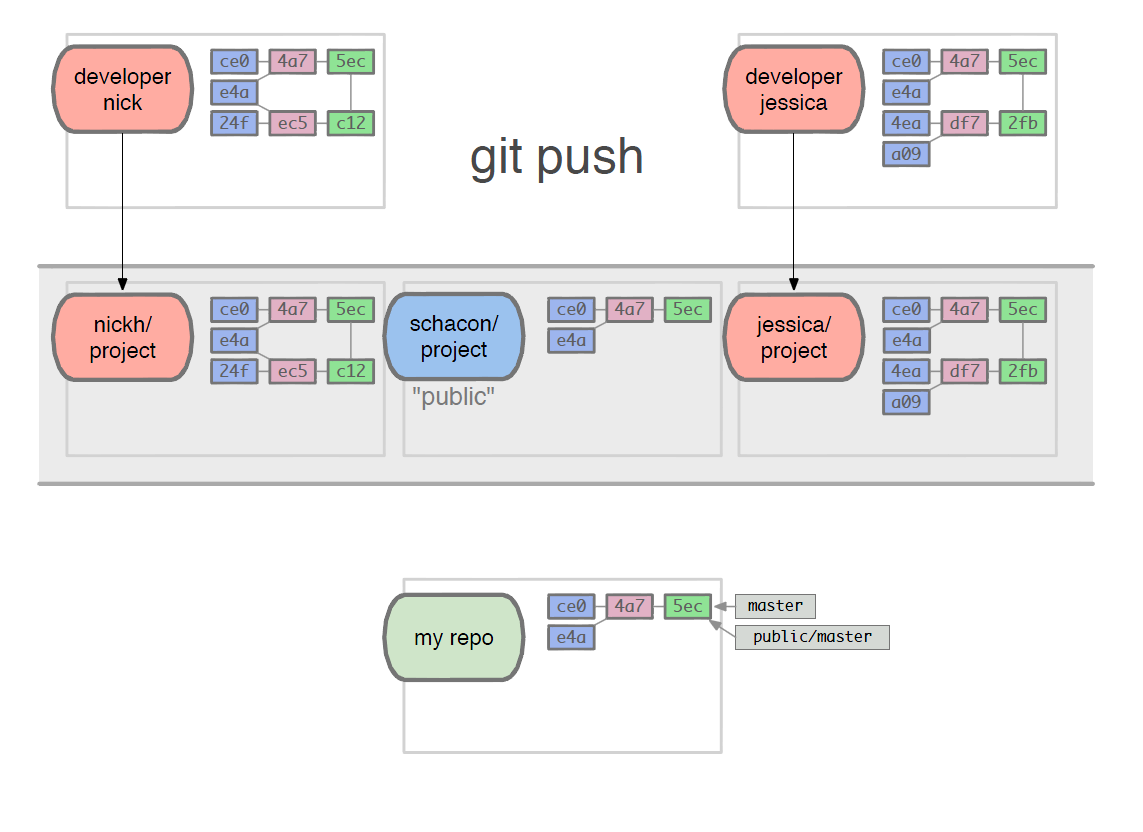 developer
nick
ce0 4a7 5ec
e4a
24f ec5 c12
git push
developer
jessica
ce0 4a7 5ec
e4a
4ea df7 2fb
a09
nickh/
project
ce0 4a7 5ec
e4a
24f ec5 c12
schacon/
project
"public"
ce0 4a7 5ec
e4a
jessica/
project
ce0 4a7 5ec
e4a
4ea df7 2fb
a09
my repo
ce0 4a7 5ec
e4a
master
public/master